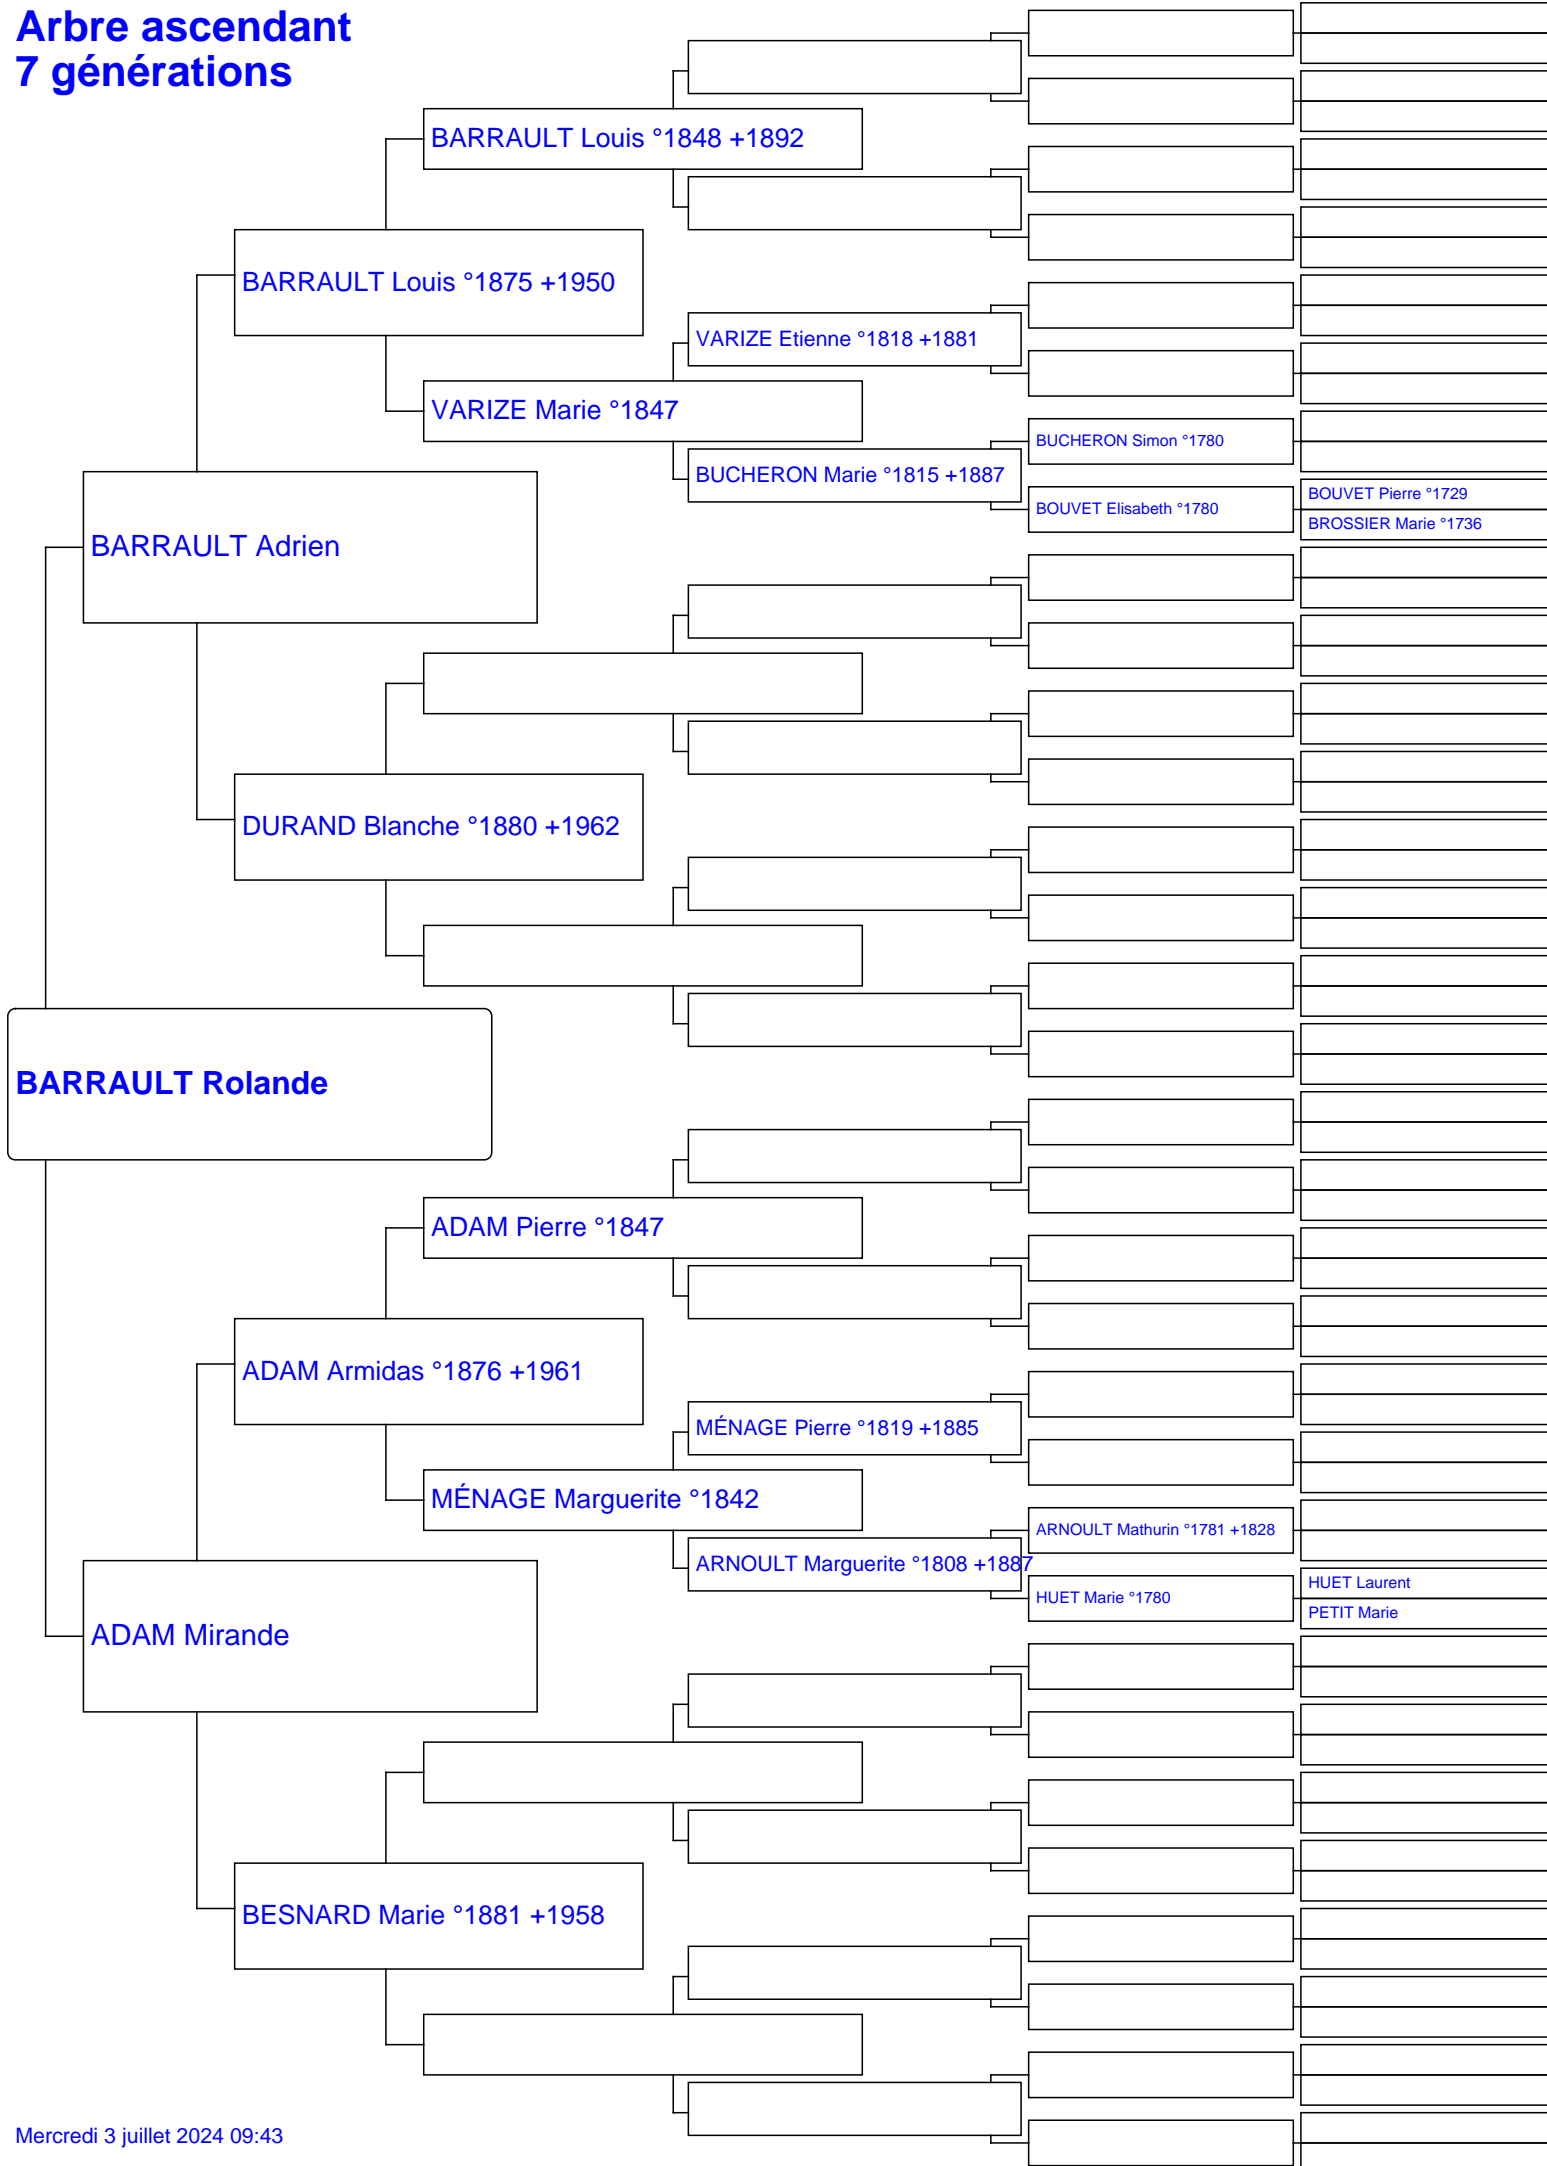 Arbre ascendant
7 générations
BARRAULT Louis °1848 +1892
BARRAULT Louis °1875 +1950
VARIZE Etienne °1818 +1881
VARIZE Marie °1847
BUCHERON Simon °1780
BUCHERON Marie °1815 +1887
BOUVET Pierre °1729
BOUVET Elisabeth °1780
BROSSIER Marie °1736
BARRAULT Adrien
DURAND Blanche °1880 +1962
BARRAULT Rolande
ADAM Pierre °1847
ADAM Armidas °1876 +1961
MÉNAGE Pierre °1819 +1885
MÉNAGE Marguerite °1842
ARNOULT Mathurin °1781 +1828
ARNOULT Marguerite °1808 +1887
HUET Laurent
HUET Marie °1780
PETIT Marie
ADAM Mirande
BESNARD Marie °1881 +1958
Mercredi 3 juillet 2024 09:43